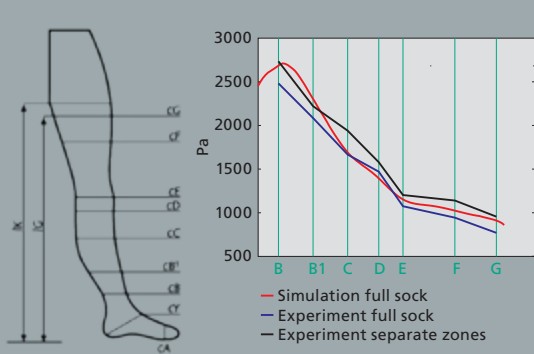 cG
cF
cE
cD
cC
cB1
cB
cY
cA
lK
lG
Pa
3000
2500
2000
1500
1000
500
B B1 C D E F G
Simulation full sock
Experiment full sock
Experiment separate zones